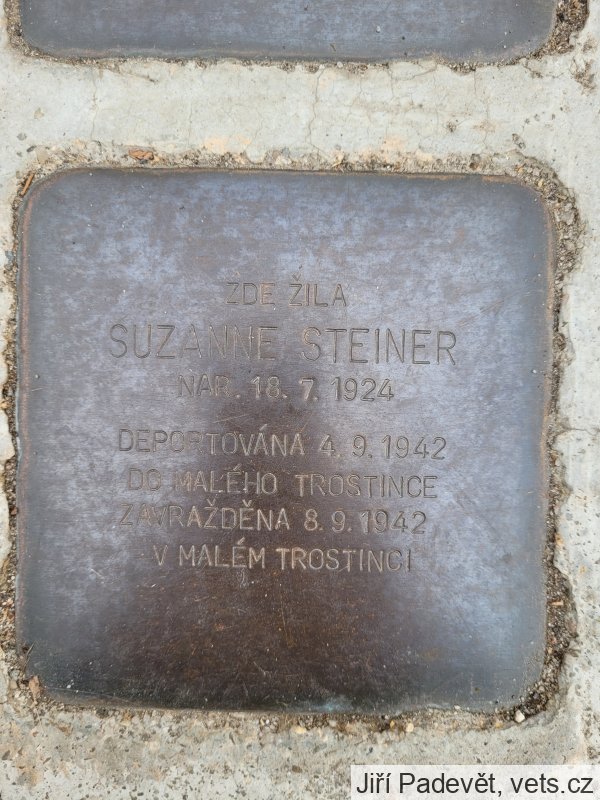 ZDE ŽILA
SUZANNE STEINER
NAR. 18. 7. 1924
DEPORTOVÁNA 4. 9. 1942
DO MALÉHO TROSTINCE
ZAVRAŽDĚNA 8. 9. 1942
V MALÉM TROSTINCI
Jiří Padevět, vets.cz